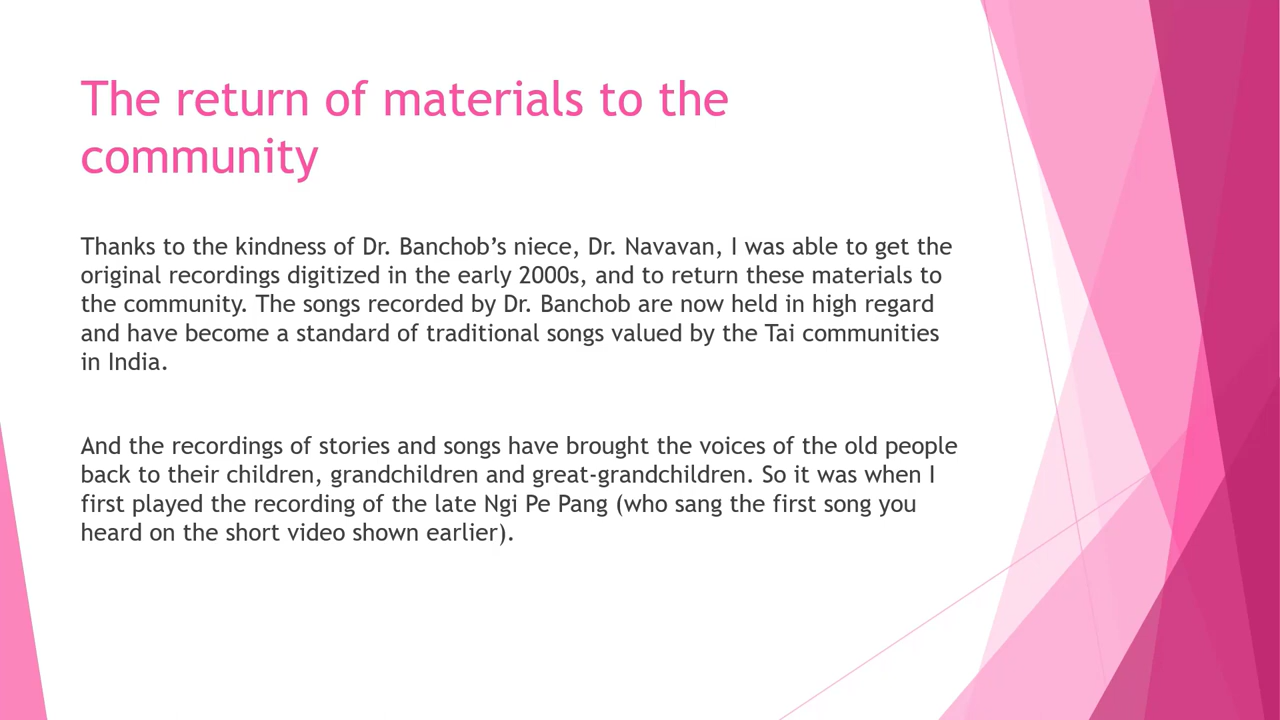 The return of materials to the
community
Thanks to the kindness of Dr. Banchob’s niece, Dr. Navavan, I was able to get the
original recordings digitized in the early 2000s, and to return these materials to
the community. The songs recorded by Dr. Banchob are now held in high regard
and have become a standard of traditional songs valued by the Tai communities
in India.
And the recordings of stories and songs have brought the voices of the old people
back to their children, grandchildren and great-grandchildren. So it was when I
first played the recording of the late Ngi Pe Pang (who sang the first song you
heard on the short video shown earlier).